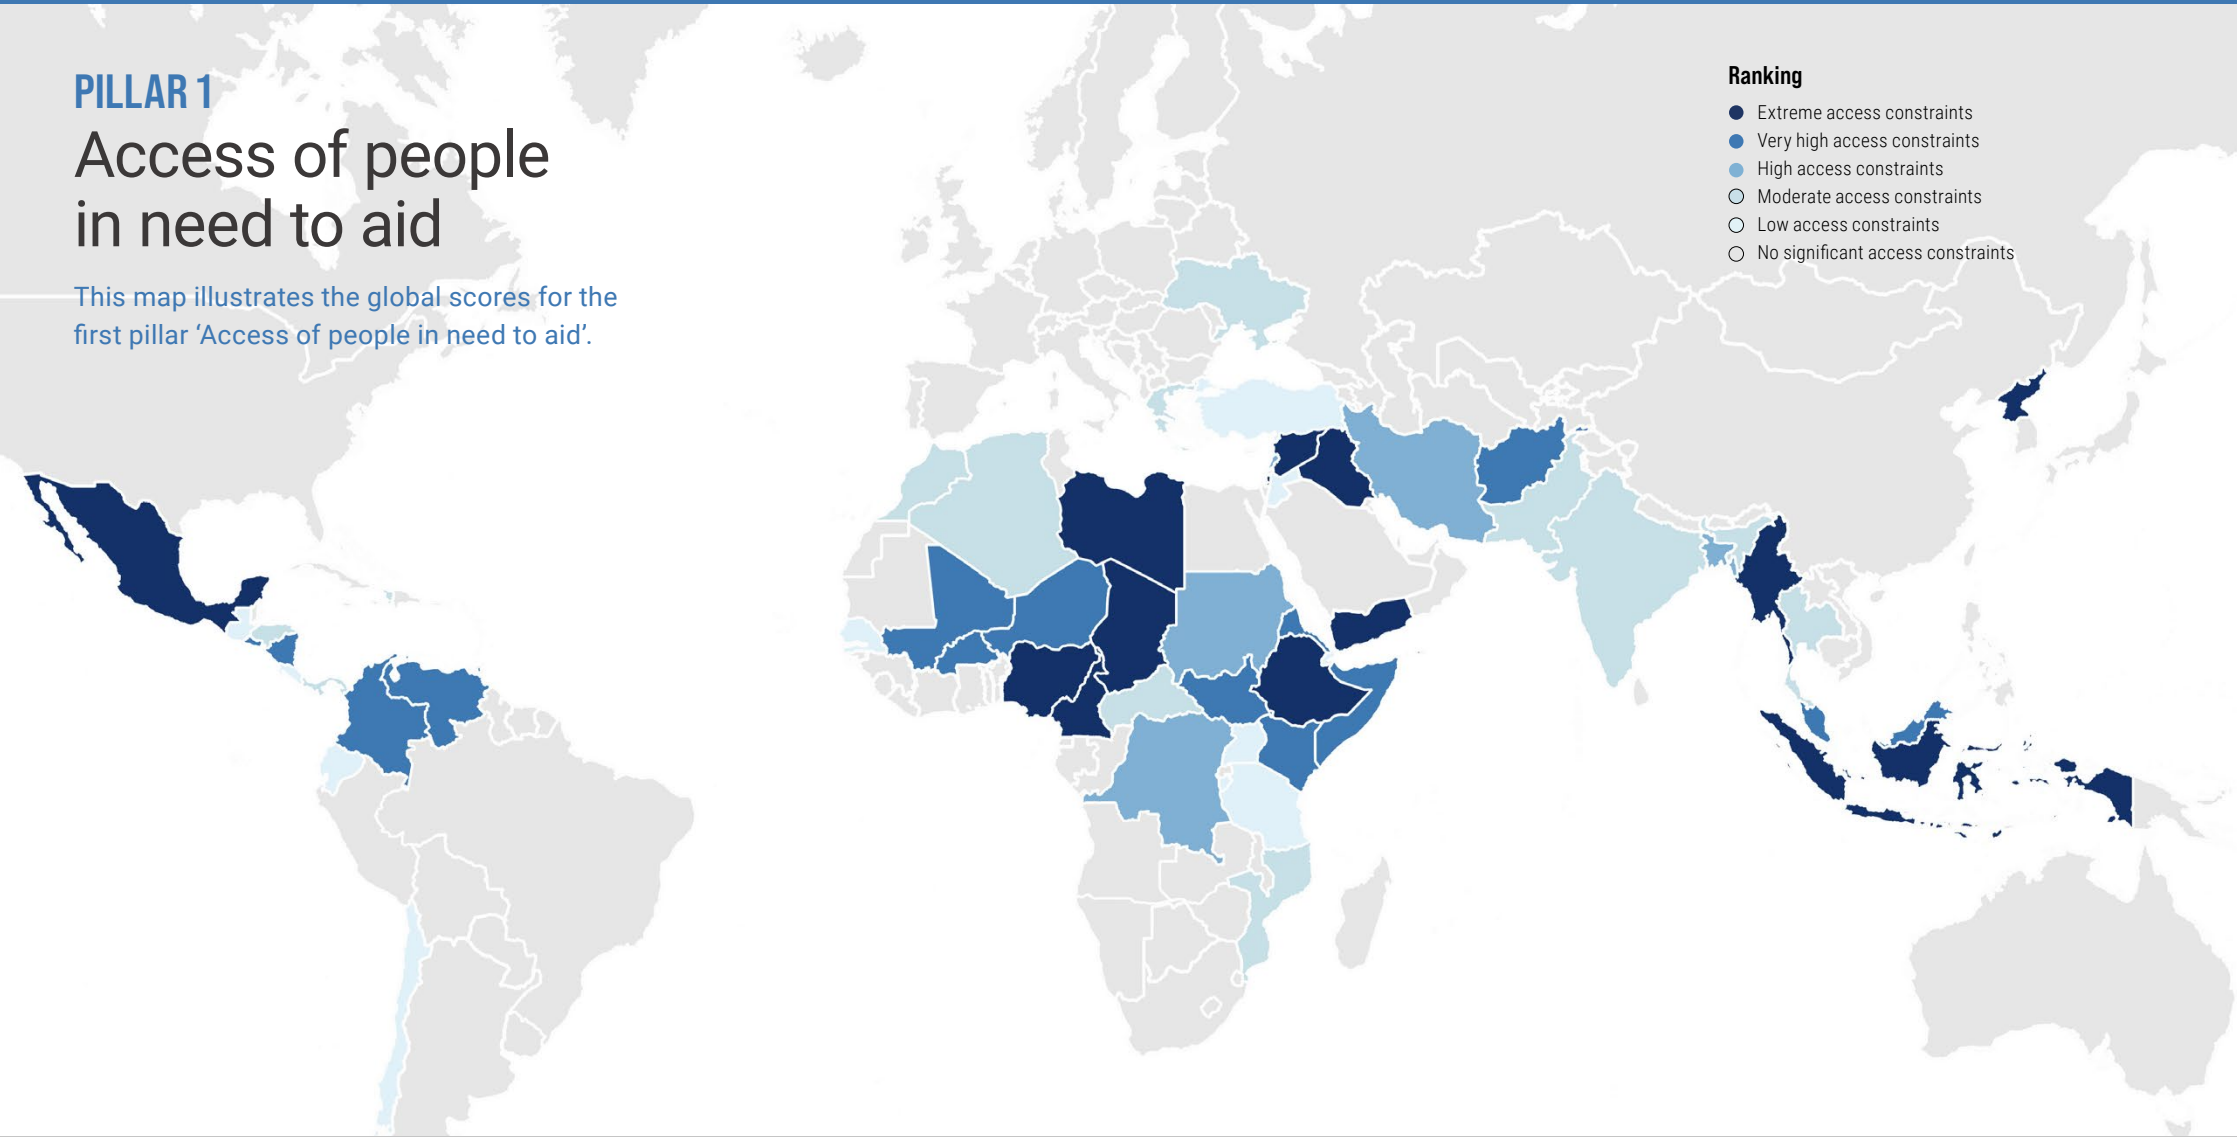 PILLAR 1
Access of people
in need to aid
This map illustrates the global scores for the
first pillar ‘Access of people in need to aid’.
Ranking
Extreme access constraints
Very high access constraints
High access constraints
Moderate access constraints
Low access constraints
No significant access constraints